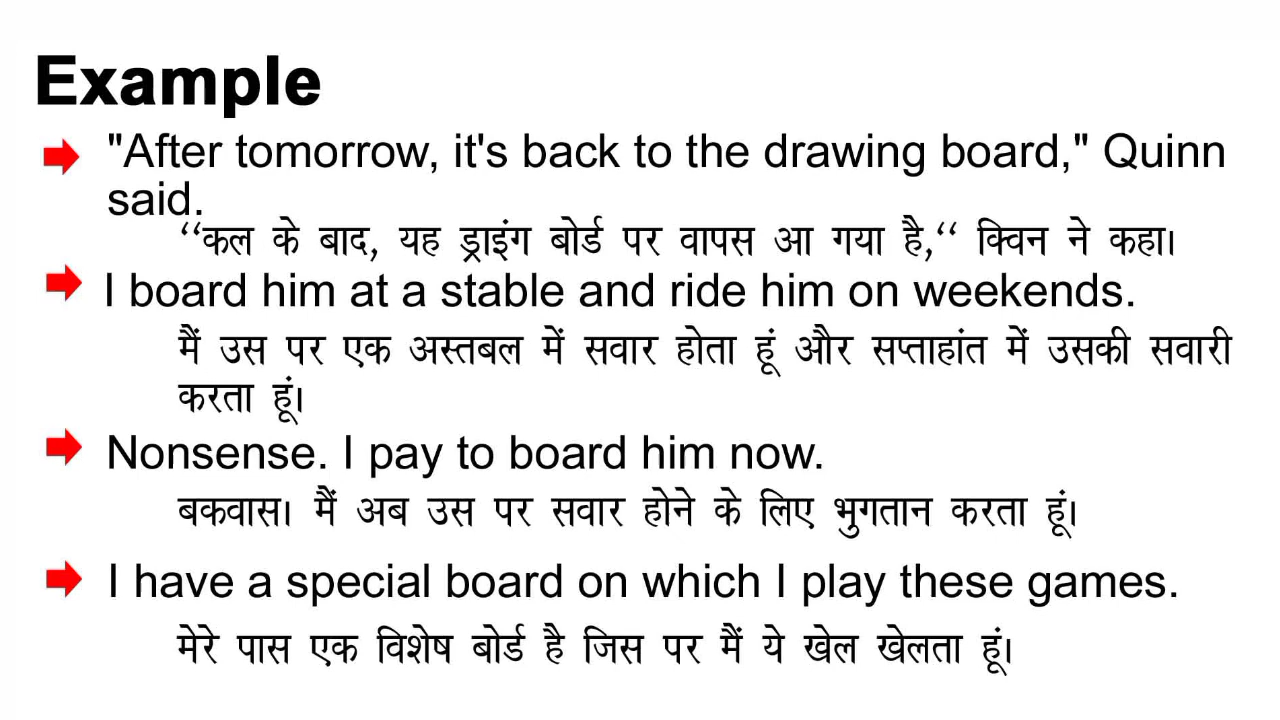 Example
"After tomorrow, it's back to the drawing board," Quinn
said.
‘‘कल के बाद, यह ड्राइंग बोर्ड पर वापस आ गया है,‘‘ क्विन ने कहा।
I board him at a stable and ride him on weekends.
मैं उस पर एक अस्तबल में सवार होता हूं और सप्ताहांत में उसकी सवारी
करता हूं।
Nonsense. I pay to board him now.
बकवास। मैं अब उस पर सवार होने के लिए भुगतान करता हूं।
I have a special board on which I play these games.
मेरे पास एक विशेष बोर्ड है जिस पर मैं ये खेल खेलता हूं।